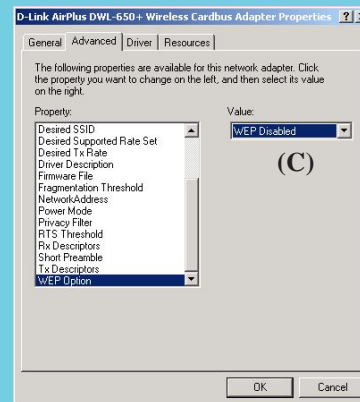 D-Link AirPlus DWL-650+ Wireless Cardbus Adapter Properties
General Advanced Driver Resources
The following properties are available for this network adapter. Click
the property you want to change on the left, and then select its value
on the right.
Property:
Value:
Desired SSID
WEP Disabled
Desired Supported Rate Set
Desired Tx Rate
Driver Description
(C)
Firmware File
Fragmentation Threshold
NetworkAddress
Power Mode
Privacy Filter
RTS Threshold
Rx Descriptors
Short Preamble
Tx Descriptors
WEP Option
OK Cancel